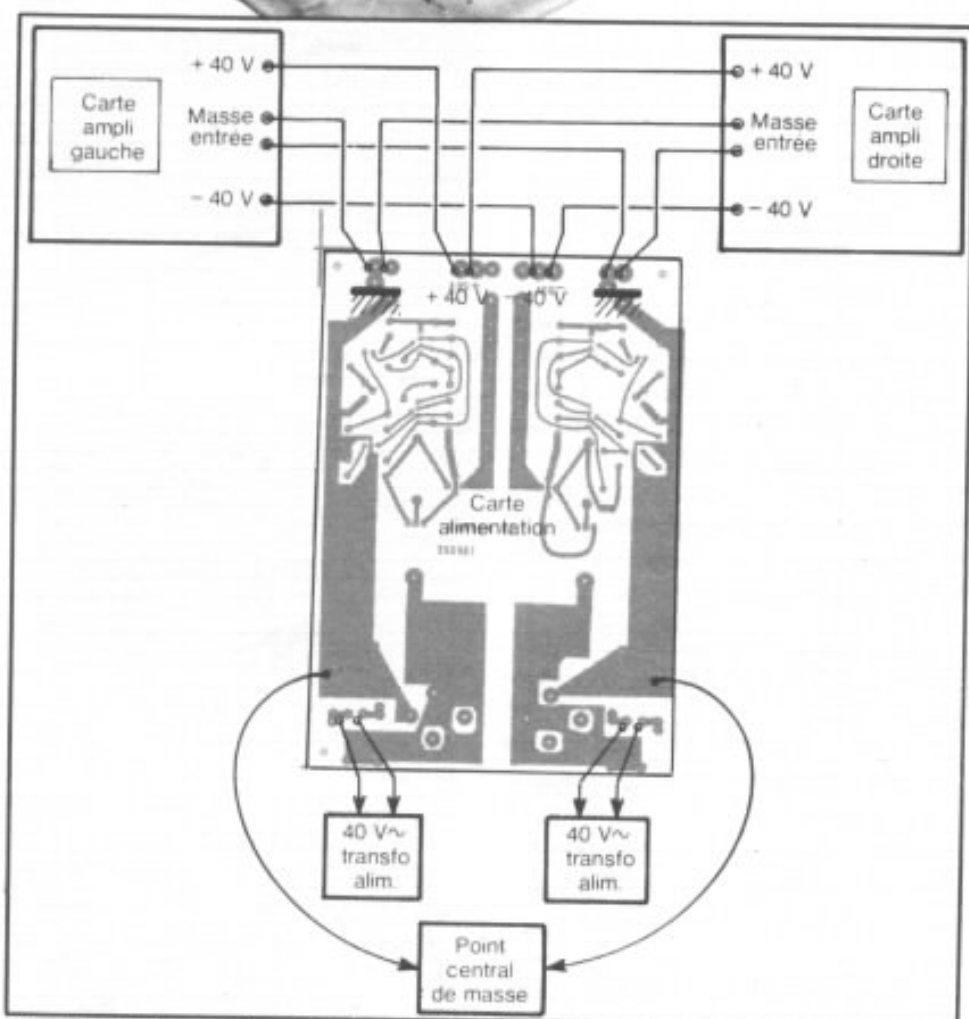 + 40 V
Carte
ampli
gauche
Masse
entrée
- 40 V
+ 40 V
Masse
entrée
Carte
ampli
droite
- 40 V
+ 40 V
- 40 V
Carte
alimentation
40 V~
transfo
alim.
40 V~
transfo
alim.
Point
central
de masse